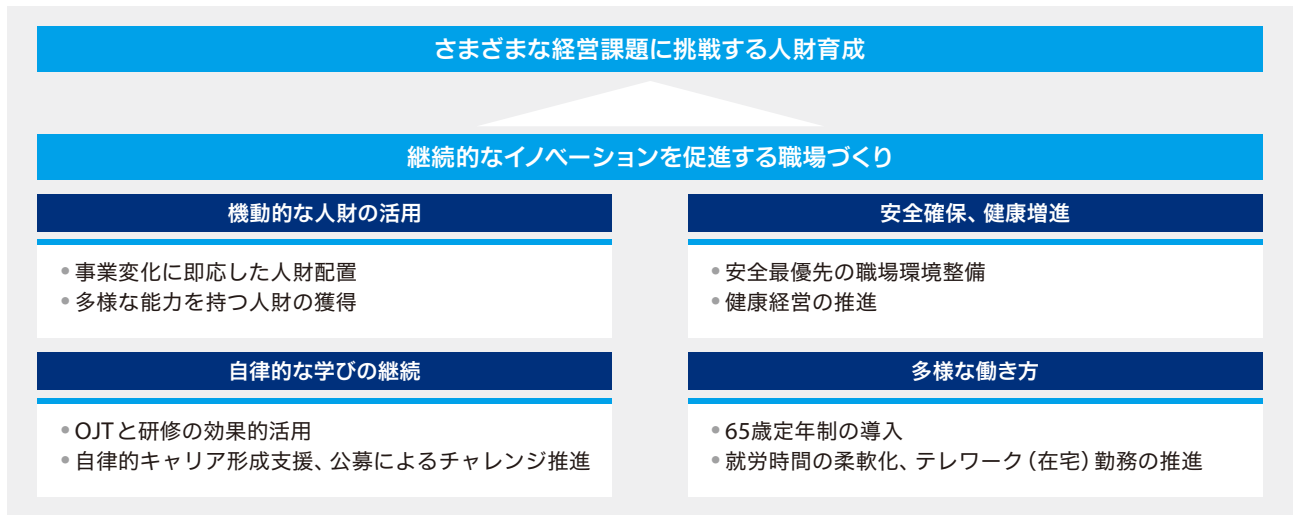 さまざまな経営課題に挑戦する人財育成
継続的なイノベーションを促進する職場づくり
機動的な人財の活用
• 事業変化に即応した人財配置
• 多様な能力を持つ人財の獲得
安全確保、健康増進
• 安全最優先の職場環境整備
• 健康経営の推進
自律的な学びの継続
• OJTと研修の効果的活用
• 自律的キャリア形成支援、公募によるチャレンジ推進
多様な働き方
• 65歳定年制の導入
• 就労時間の柔軟化、テレワーク（在宅）勤務の推進